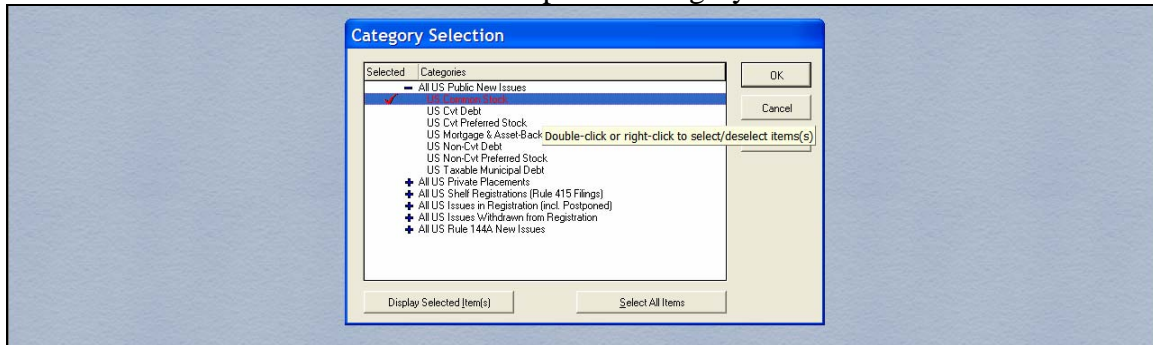 Category Selection
Selected Categories
All US Public New Issues
US Common Stock
US Cvt Debt
US Cvt Preferred Stock
US Mortgage & Asset-Back
US Non-Cvt Debt
US Non-Cvt Preferred Stock
US Taxable Municipal Debt
All US Private Placements
All US Shelf Registrations (Rule 415 Filings)
All US Issues in Registration (incl. Postponed)
All US Issues Withdrawn from Registration
All US Rule 144A New Issues
OK
Cancel
Double-click or right-click to select/deselect items(s)
Display Selected Item(s)
Select All Items